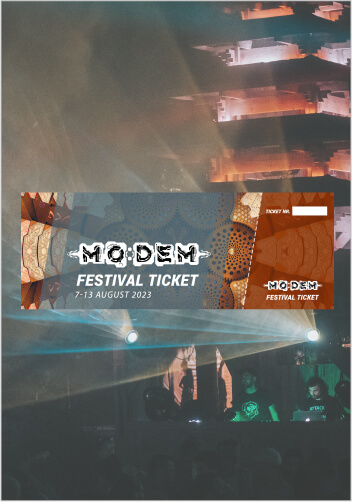 TICKET NR.
MO:DEM
FESTIVAL TICKET
7-13 AUGUST 2023
MO:DEM
FESTIVAL TICKET